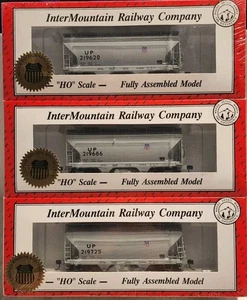 InterMountain Railway Company
UP
219620
"HO" Scale — Fully Assembled Model
InterMountain Railway Company
UP
219686
— "HO" Scale — Fully Assembled Model
InterMountain Railway Company
UP
219725
— "HO" Scale — Fully Assembled Model